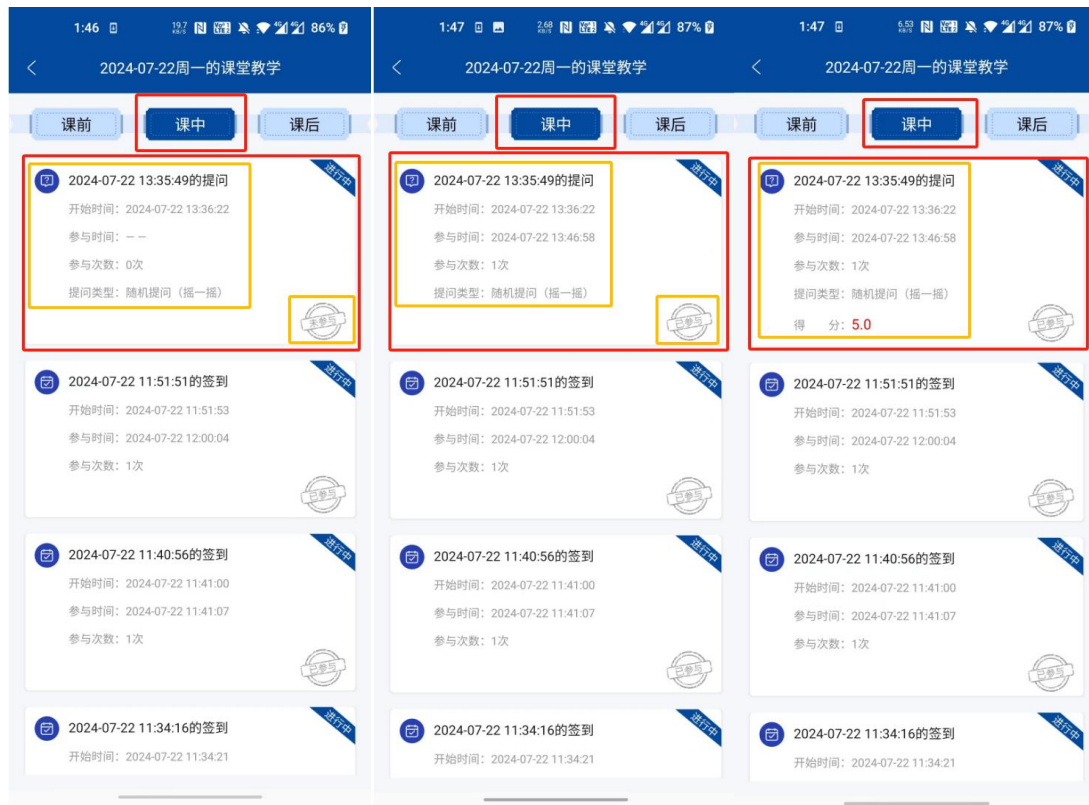 1:46
19.7 KB/S
86%
2024-07-22周一的课堂教学
课前
课中
课后
进行中
2024-07-22 13:35:49的提问
开始时间：2024-07-22 13:36:22
参与时间：— —
参与次数：0次
提问类型：随机提问（摇一摇）
未参与
进行中
2024-07-22 11:51:51的签到
开始时间：2024-07-22 11:51:53
参与时间：2024-07-22 12:00:04
参与次数：1次
已参与
进行中
2024-07-22 11:40:56的签到
开始时间：2024-07-22 11:41:00
参与时间：2024-07-22 11:41:07
参与次数：1次
已参与
进行中
2024-07-22 11:34:16的签到
开始时间：2024-07-22 11:34:21
1:47
2.68 KB/S
87%
2024-07-22周一的课堂教学
课前
课中
课后
进行中
2024-07-22 13:35:49的提问
开始时间：2024-07-22 13:36:22
参与时间：2024-07-22 13:46:58
参与次数：1次
提问类型：随机提问（摇一摇）
已参与
进行中
2024-07-22 11:51:51的签到
开始时间：2024-07-22 11:51:53
参与时间：2024-07-22 12:00:04
参与次数：1次
已参与
进行中
2024-07-22 11:40:56的签到
开始时间：2024-07-22 11:41:00
参与时间：2024-07-22 11:41:07
参与次数：1次
已参与
进行中
2024-07-22 11:34:16的签到
开始时间：2024-07-22 11:34:21
1:47
6.53 KB/S
87%
2024-07-22周一的课堂教学
课前
课中
课后
进行中
2024-07-22 13:35:49的提问
开始时间：2024-07-22 13:36:22
参与时间：2024-07-22 13:46:58
参与次数：1次
提问类型：随机提问（摇一摇）
得 分：5.0
已参与
进行中
2024-07-22 11:51:51的签到
开始时间：2024-07-22 11:51:53
参与时间：2024-07-22 12:00:04
参与次数：1次
已参与
进行中
2024-07-22 11:40:56的签到
开始时间：2024-07-22 11:41:00
参与时间：2024-07-22 11:41:07
参与次数：1次
已参与
进行中
2024-07-22 11:34:16的签到
开始时间：2024-07-22 11:34:21